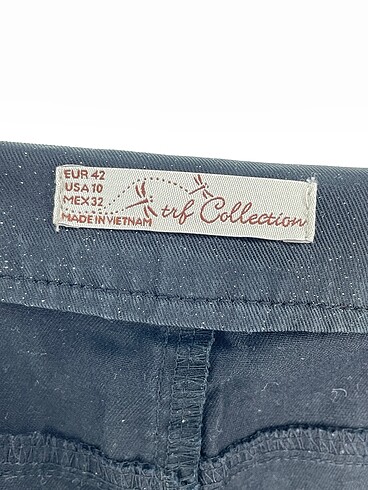 EUR 42
USA 10
MEX 32
MADE IN VIETNAM
trf Collection